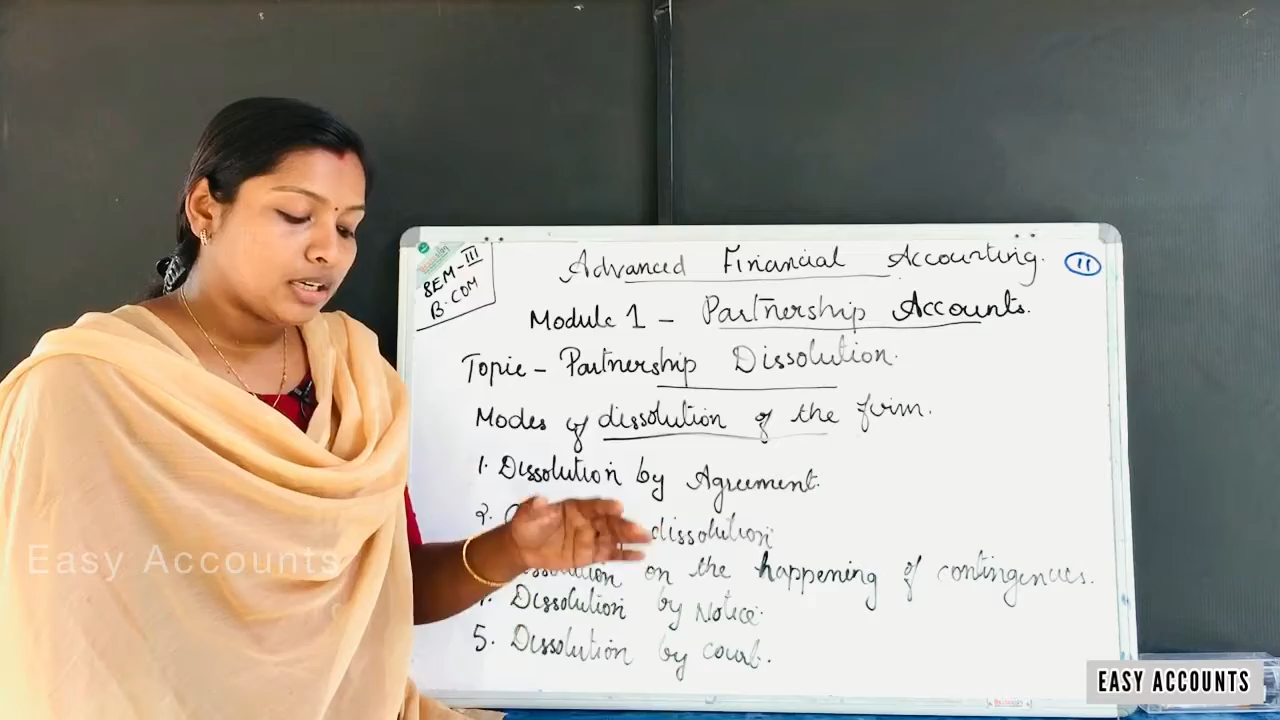 SEM-III
B.COM
Advanced Financial Accounting.
11
Module 1 - Partnership Accounts.
Topic - Partnership Dissolution.
Modes of dissolution of the firm.
1. Dissolution by Agreement.
2. dissolution
on the happening of contingencies.
Dissolution by Notice.
5. Dissolution by court.
Easy Accounts
EASY ACCOUNTS